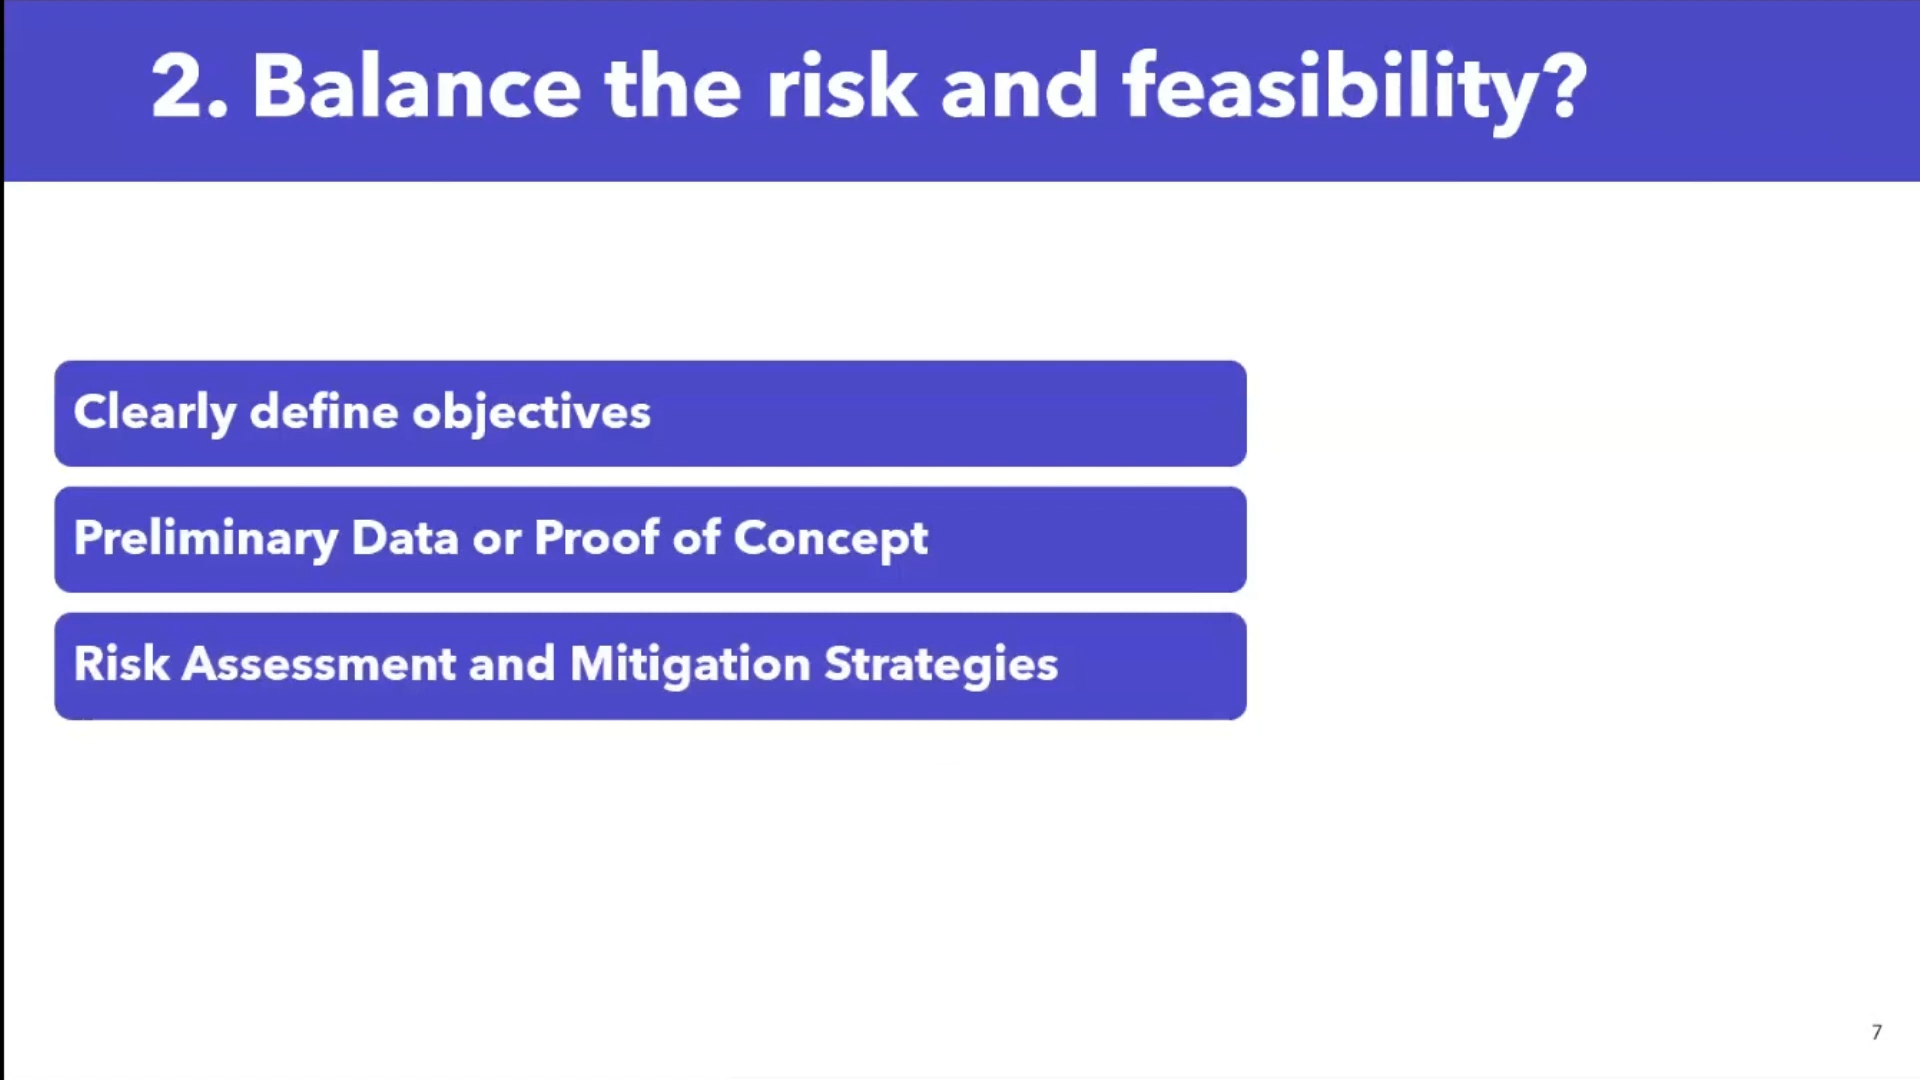 2. Balance the risk and feasibility?
Clearly define objectives
Preliminary Data or Proof of Concept
Risk Assessment and Mitigation Strategies
7